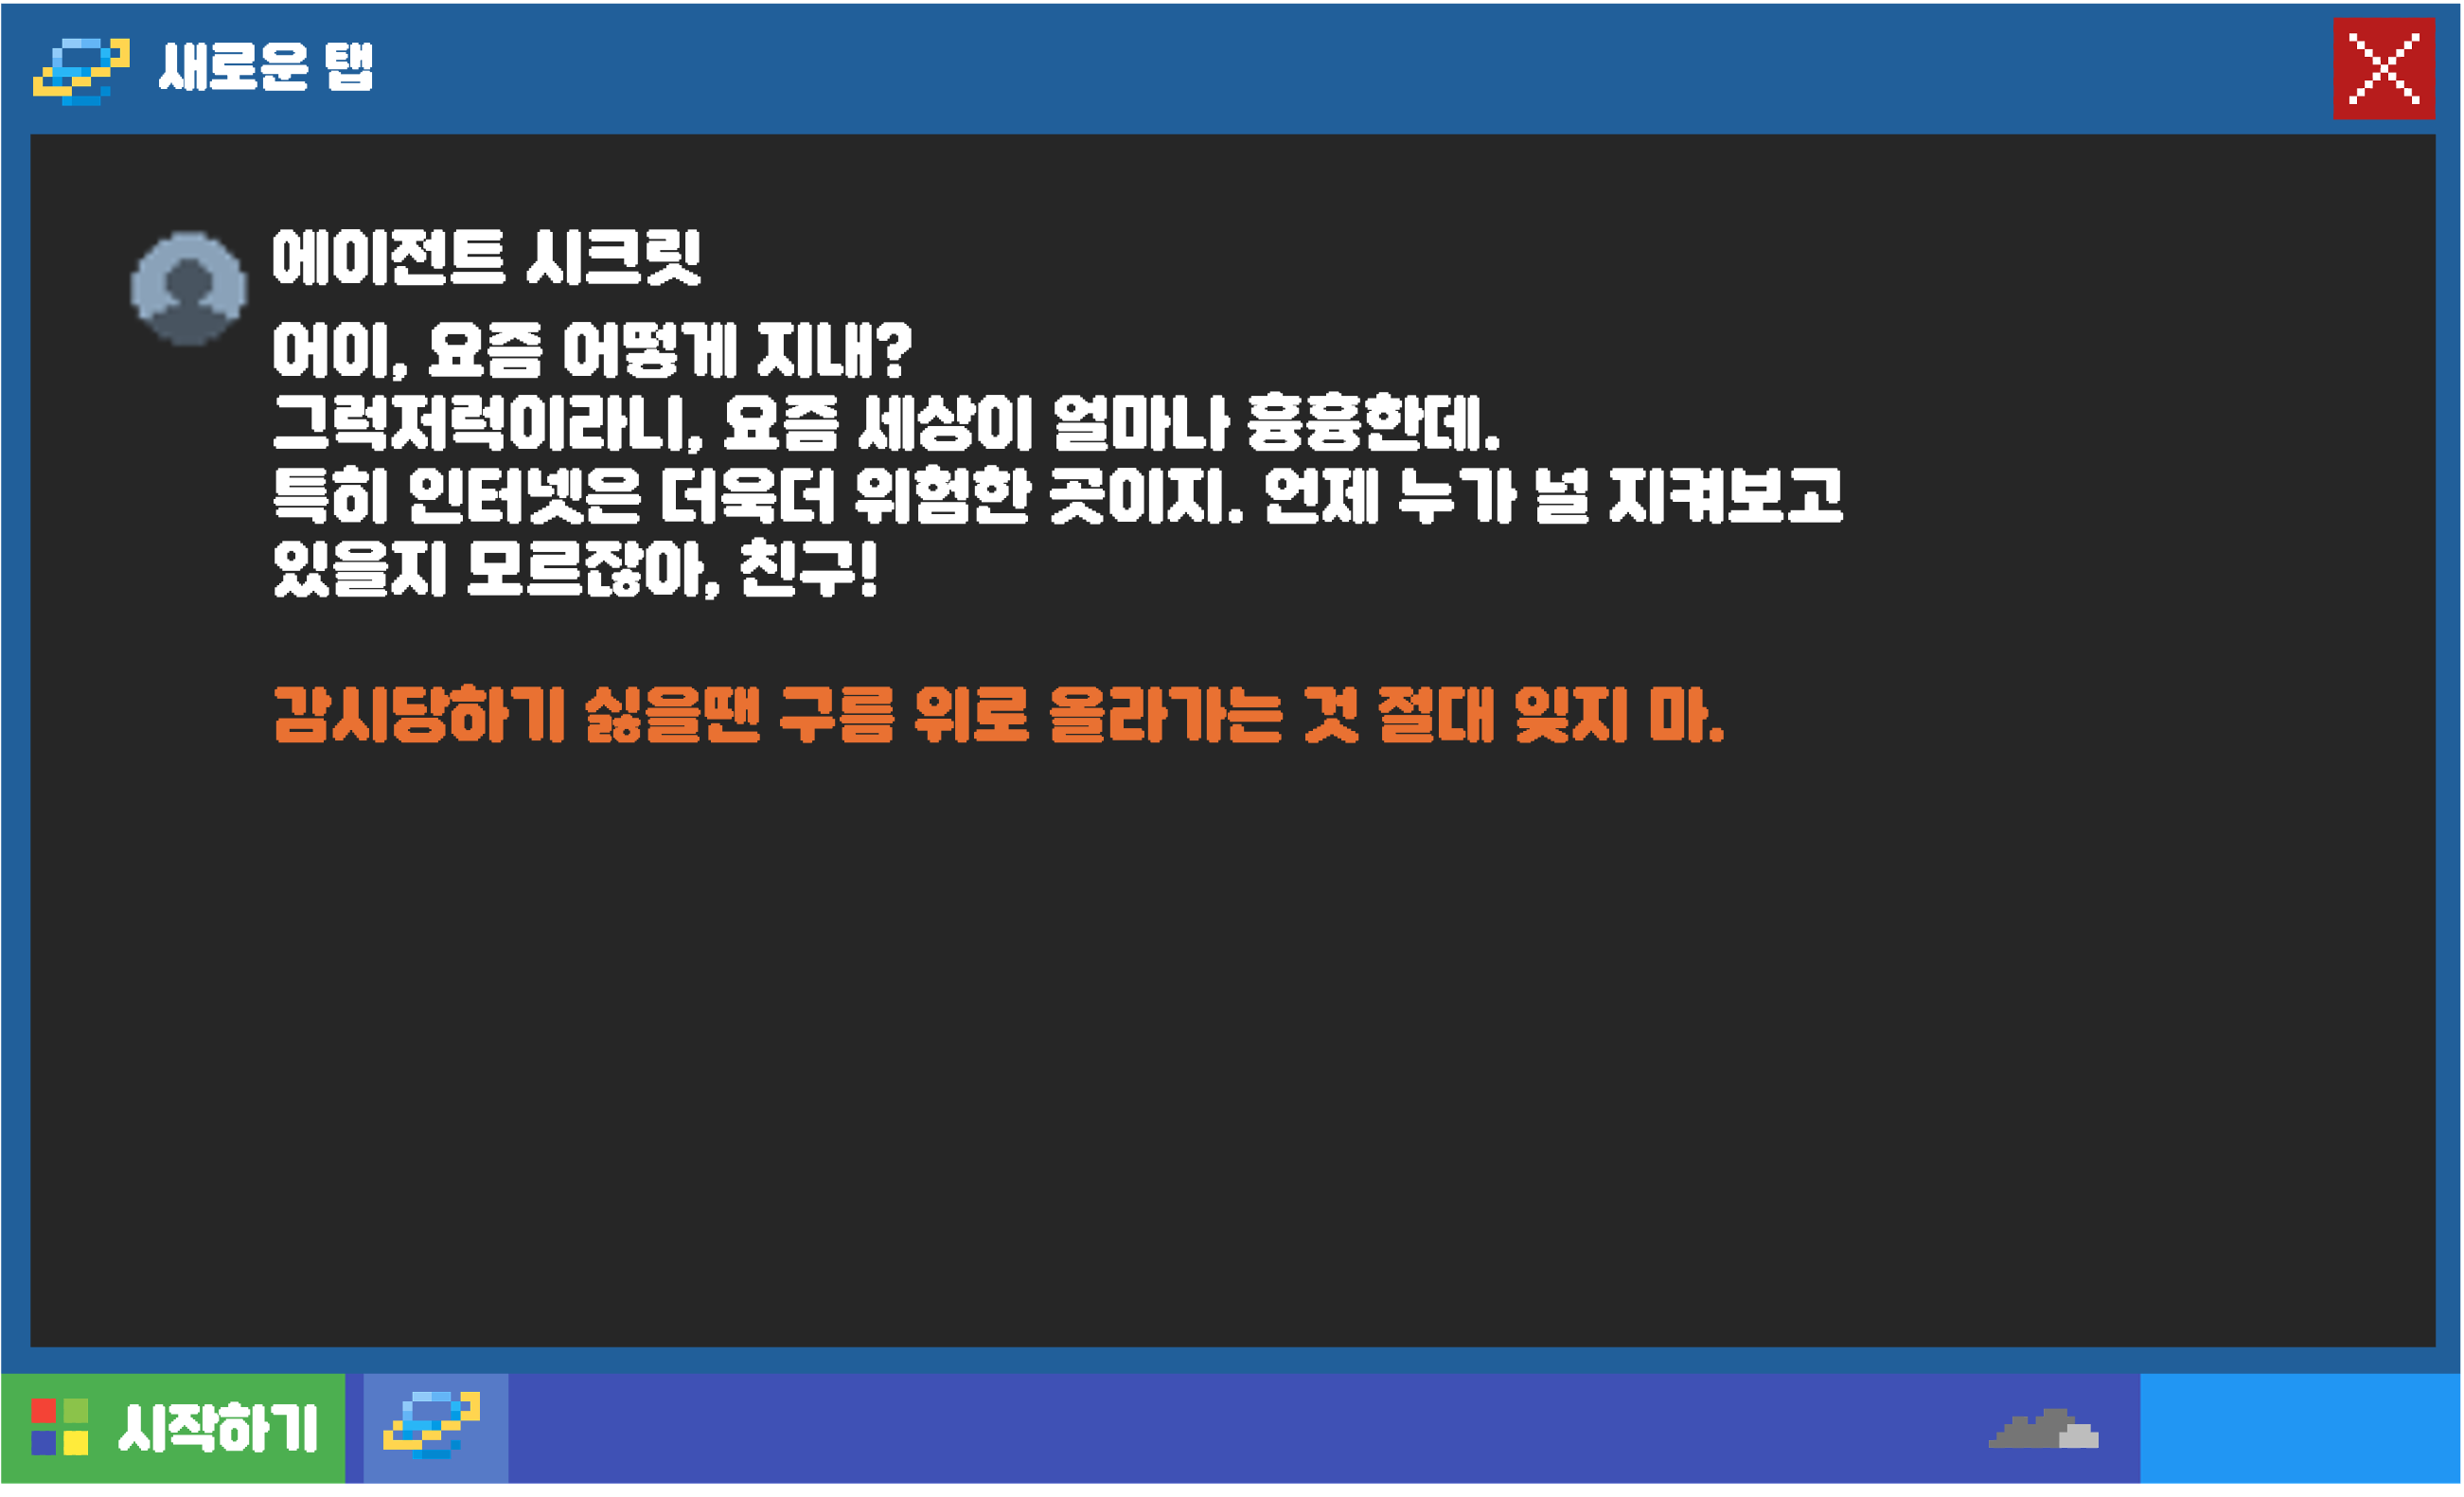 새로운 탭
에이전트 시크릿
어이, 요즘 어떻게 지내?
그럭저럭이라니, 요즘 세상이 얼마나 흉흉한데.
특히 인터넷은 더욱더 위험한 곳이지. 언제 누가 널 지켜보고
있을지 모르잖아, 친구!
감시당하기 싫을땐 구름 위로 올라가는 것 절대 잊지 마.
시작하기